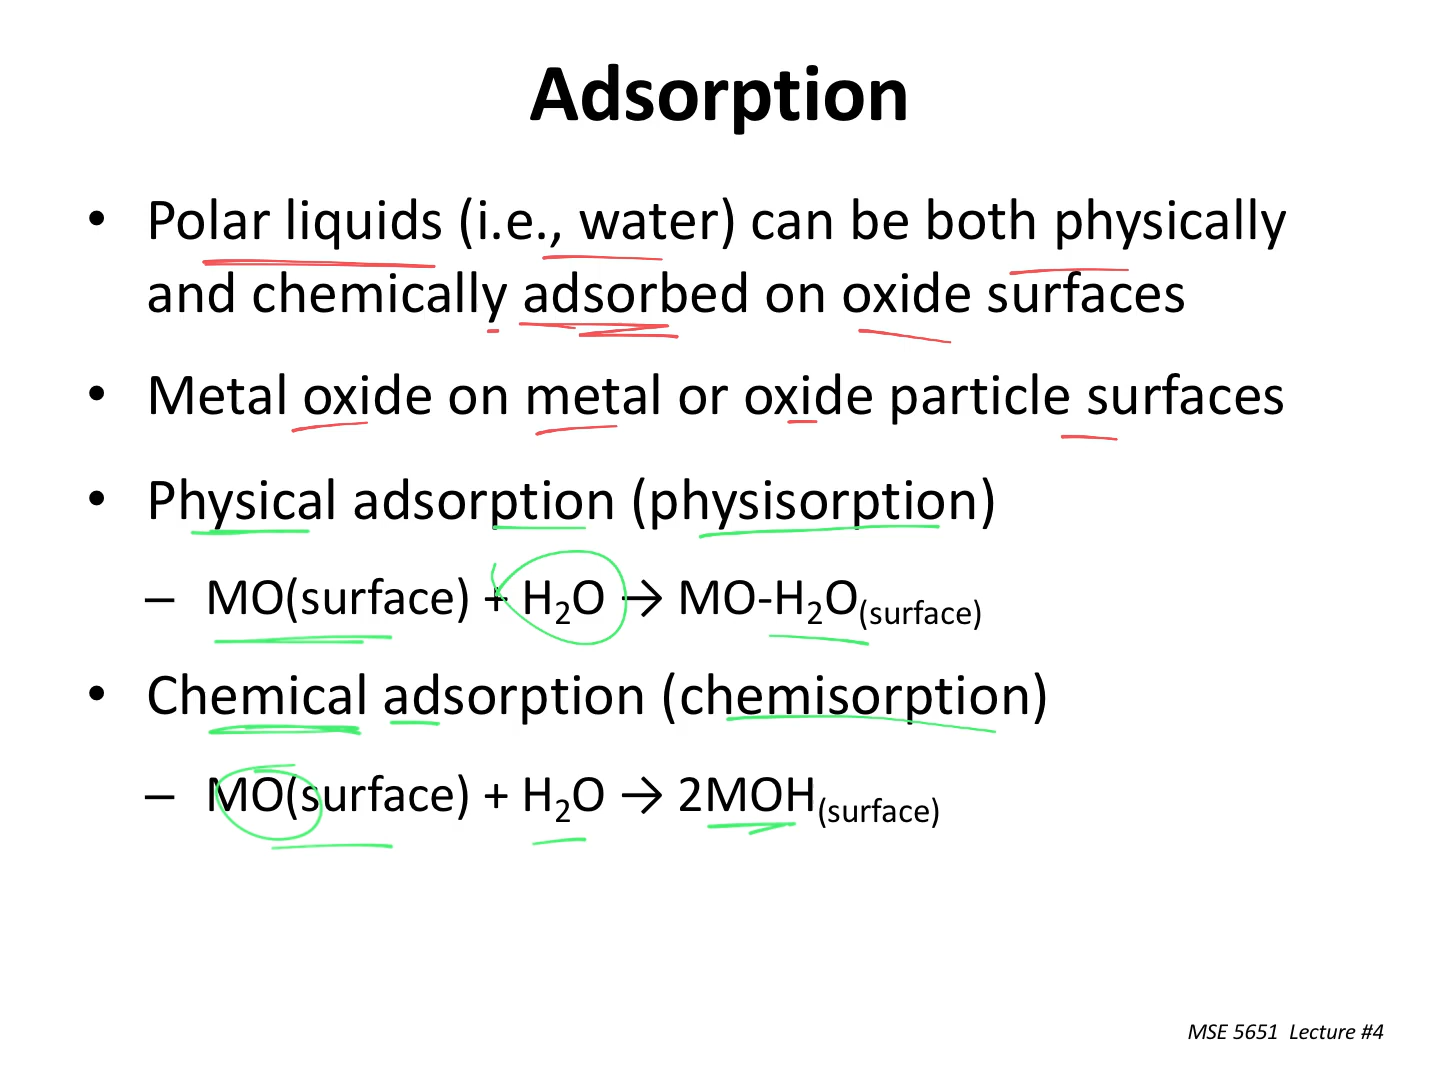 Adsorption
• Polar liquids (i.e., water) can be both physically
and chemically adsorbed on oxide surfaces
• Metal oxide on metal or oxide particle surfaces
• Physical adsorption (physisorption)
– MO(surface) + H₂O → MO-H₂O(surface)
• Chemical adsorption (chemisorption)
– MO(surface) + H₂O → 2MOH(surface)
MSE 5651 Lecture #4